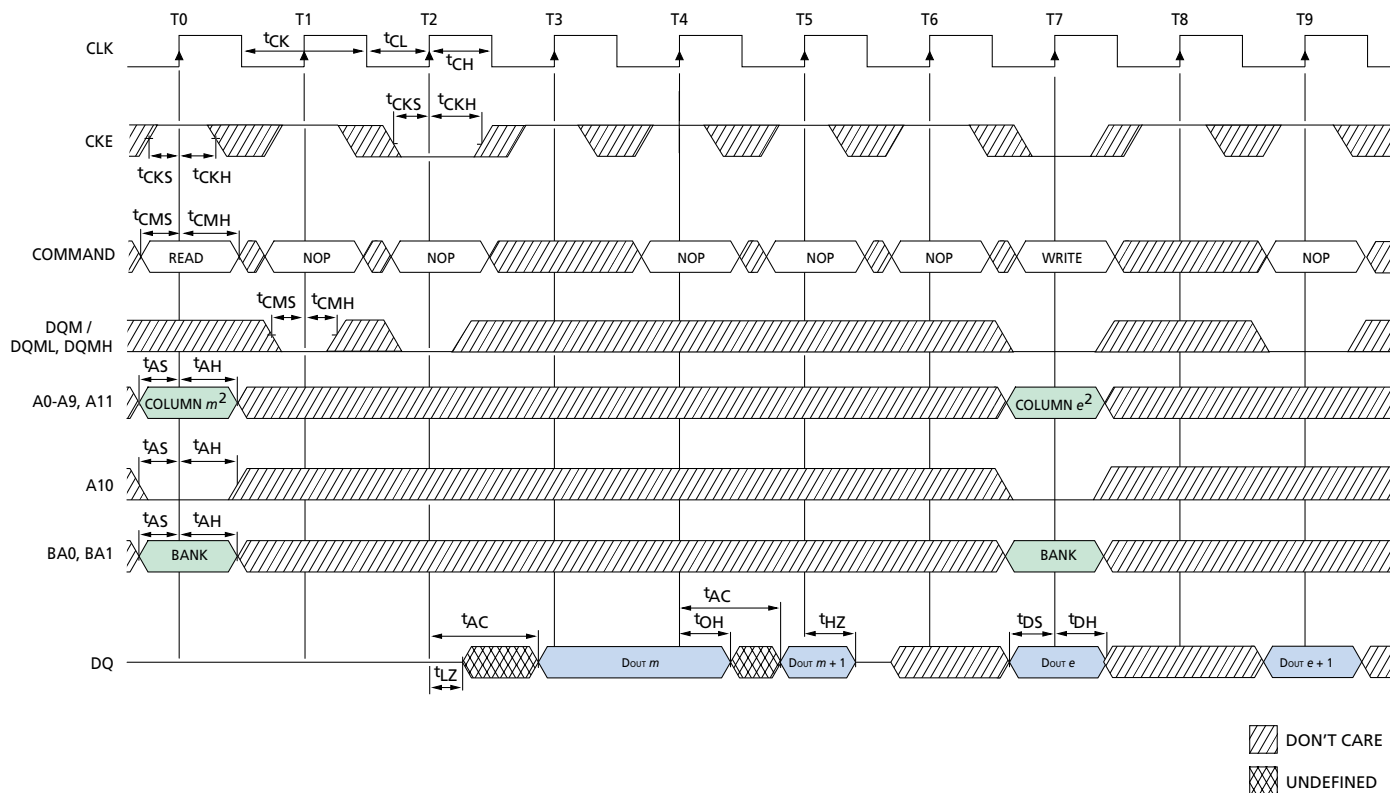 T0 T1 T2 T3 T4 T5 T6 T7 T8 T9
CLK
tCK tCL
tCH
tCKS tCKH
CKE
tCKS tCKH
tCMS tCMH
COMMAND READ NOP NOP NOP NOP NOP WRITE NOP
tCMS tCMH
DQM /
DQML, DQMH
tAS tAH
A0-A9, A11 COLUMN m2 COLUMN e2
tAS tAH
A10
tAS tAH
BA0, BA1 BANK BANK
tAC
tAC tOH tHZ tDS tDH
DQ DOUT m DOUT m + 1 DOUT e DOUT e + 1
tLZ
DON'T CARE
UNDEFINED